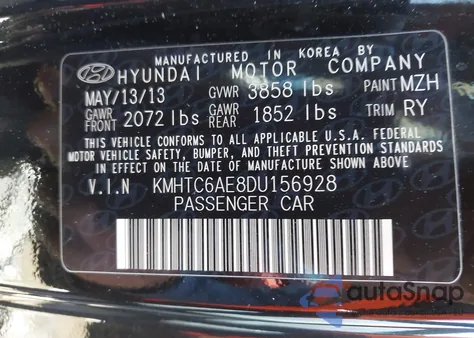 MANUFACTURED IN KOREA BY
HYUNDAI MOTOR COMPANY
MAY/13/13 GVWR 3858 lbs PAINT MZH
GAWR FRONT 2072 lbs GAWR REAR 1852 lbs TRIM RY
THIS VEHICLE CONFORMS TO ALL APPLICABLE U.S.A. FEDERAL
MOTOR VEHICLE SAFETY, BUMPER, AND THEFT PREVENTION STANDARDS
IN EFFECT ON THE DATE OF MANUFACTURE SHOWN ABOVE.
V.I.N KMHTC6AE8DU156928
PASSENGER CAR
autoSnap